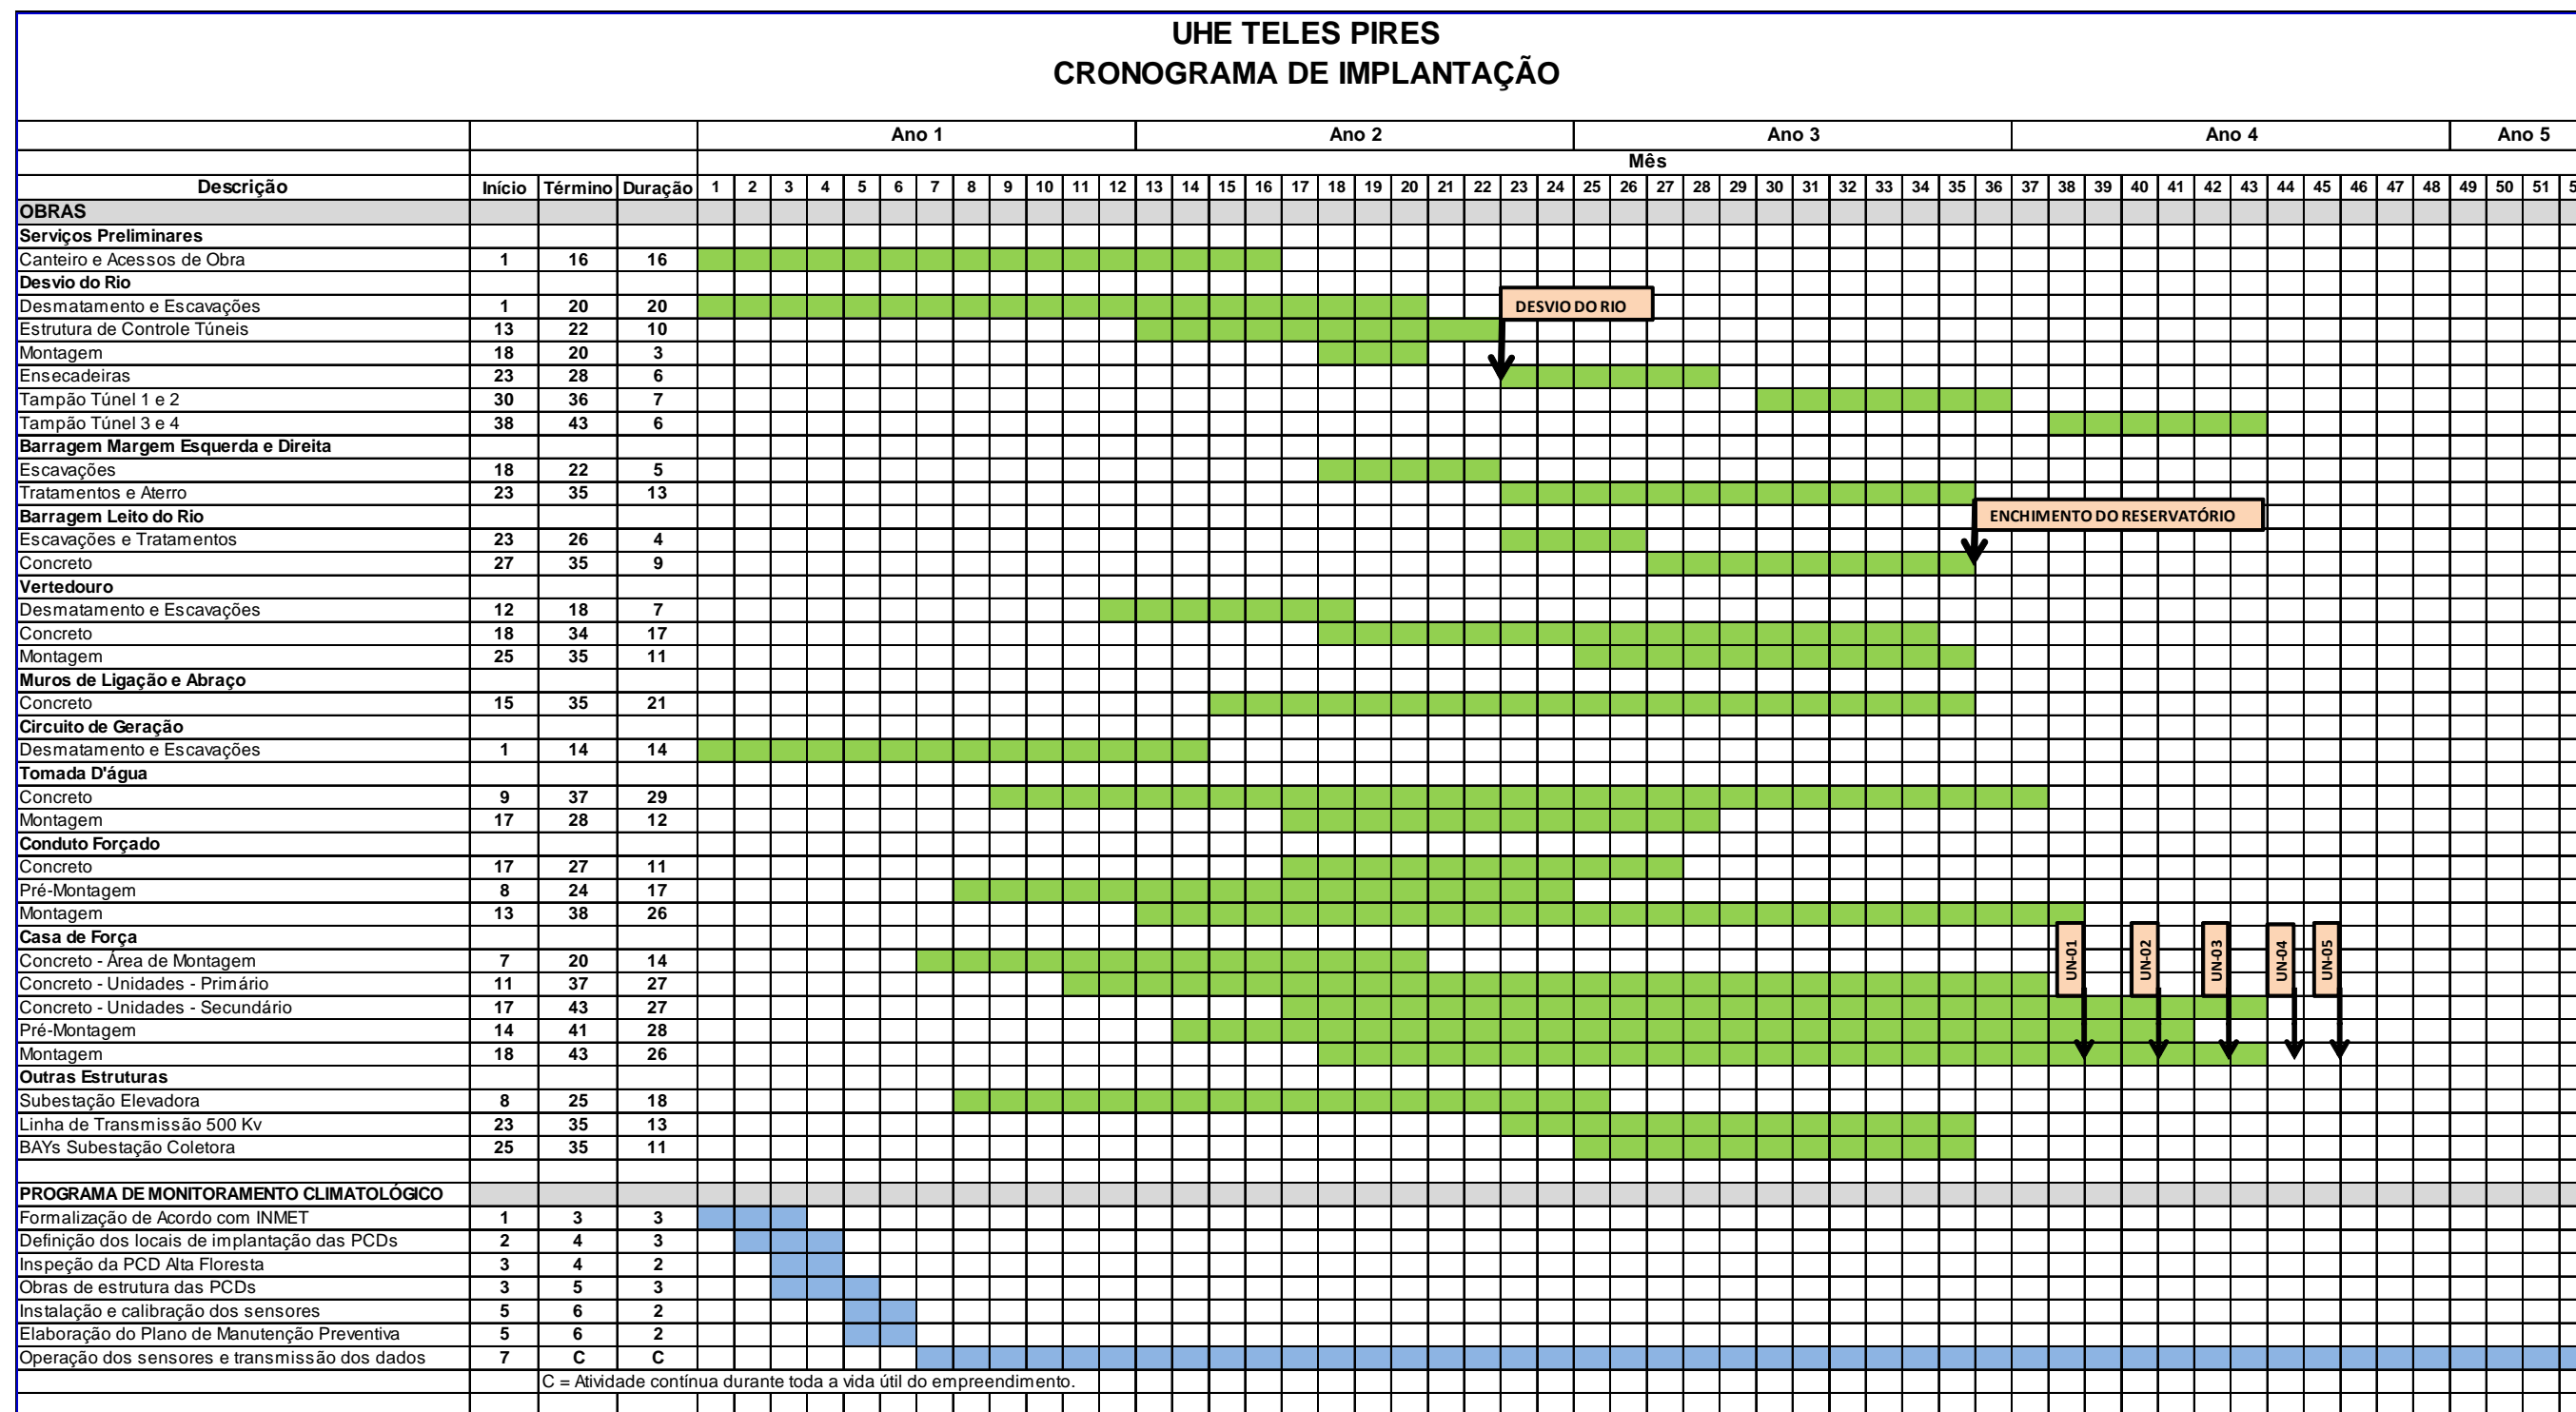 UHE TELES PIRES
CRONOGRAMA DE IMPLANTAÇÃO
Ano 1 Ano 2 Ano 3 Ano 4 Ano 5
Mês
Descrição Início Término Duração 1 2 3 4 5 6 7 8 9 10 11 12 13 14 15 16 17 18 19 20 21 22 23 24 25 26 27 28 29 30 31 32 33 34 35 36 37 38 39 40 41 42 43 44 45 46 47 48 49 50 51 5
OBRAS
Serviços Preliminares
Canteiro e Acessos de Obra 1 16 16
Desvio do Rio
Desmatamento e Escavações 1 20 20 DESVIO DO RIO
Estrutura de Controle Túneis 13 22 10
Montagem 18 20 3
Ensecadeiras 23 28 6
Tampão Túnel 1 e 2 30 36 7
Tampão Túnel 3 e 4 38 43 6
Barragem Margem Esquerda e Direita
Escavações 18 22 5
Tratamentos e Aterro 23 35 13
Barragem Leito do Rio ENCHIMENTO DO RESERVATÓRIO
Escavações e Tratamentos 23 26 4
Concreto 27 35 9
Vertedouro
Desmatamento e Escavações 12 18 7
Concreto 18 34 17
Montagem 25 35 11
Muros de Ligação e Abraço
Concreto 15 35 21
Circuito de Geração
Desmatamento e Escavações 1 14 14
Tomada D'água
Concreto 9 37 29
Montagem 17 28 12
Conduto Forçado
Concreto 17 27 11
Pré-Montagem 8 24 17
Montagem 13 38 26
Casa de Força
UN-01 UN-02 UN-03 UN-04 UN-05
Concreto - Área de Montagem 7 20 14
Concreto - Unidades - Primário 11 37 27
Concreto - Unidades - Secundário 17 43 27
Pré-Montagem 14 41 28
Montagem 18 43 26
Outras Estruturas
Subestação Elevadora 8 25 18
Linha de Transmissão 500 Kv 23 35 13
BAYs Subestação Coletora 25 35 11
PROGRAMA DE MONITORAMENTO CLIMATOLÓGICO
Formalização de Acordo com INMET 1 3 3
Definição dos locais de implantação das PCDs 2 4 3
Inspeção da PCD Alta Floresta 3 4 2
Obras de estrutura das PCDs 3 5 3
Instalação e calibração dos sensores 5 6 2
Elaboração do Plano de Manutenção Preventiva 5 6 2
Operação dos sensores e transmissão dos dados 7 C C
C = Atividade contínua durante toda a vida útil do empreendimento.